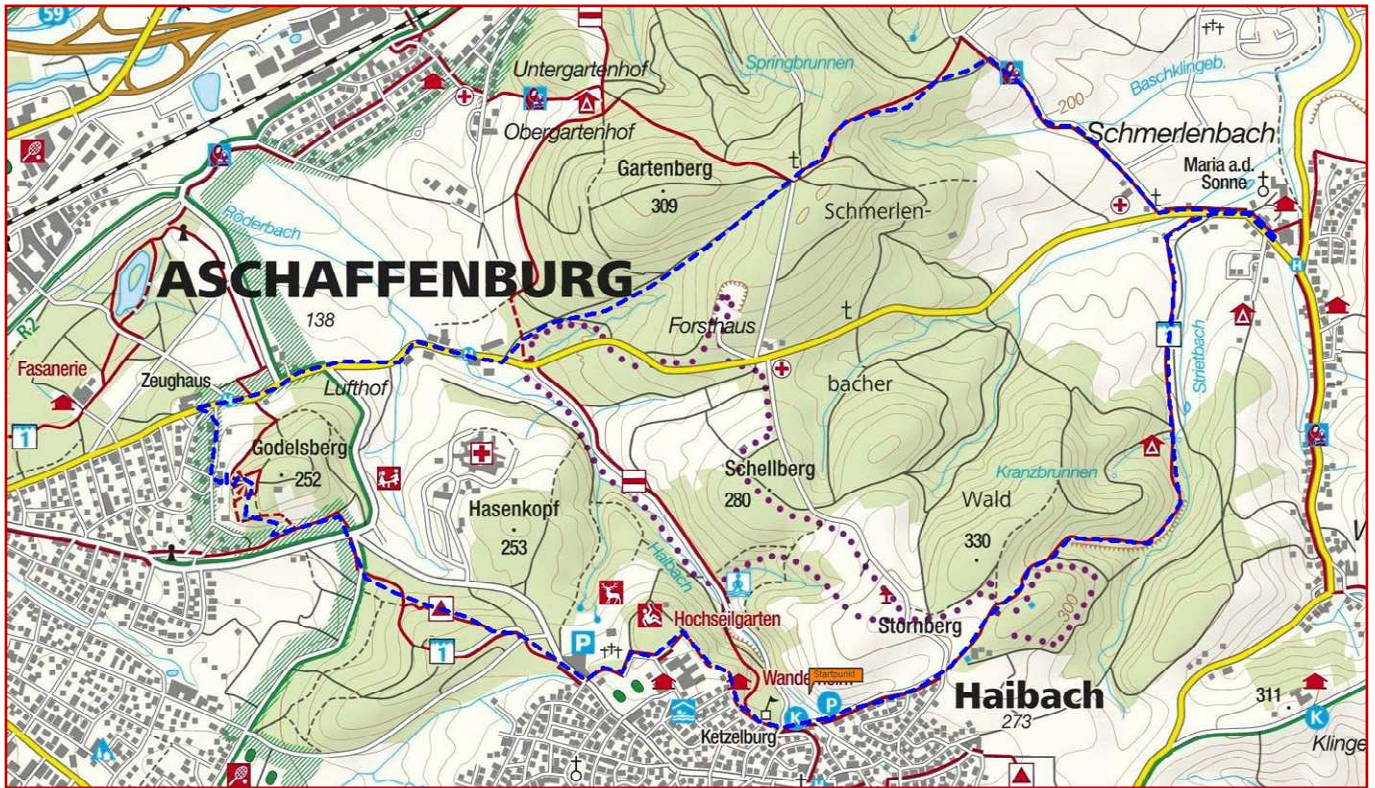 59
Untergartenhof
Springbrunnen
Obergartenhof
200
Baschklingeb.
Schmerlenbach
Maria a.d.
Sonne
Gartenberg
309
Schmerlen-
Röderbach
ASCHAFFENBURG
138
R2
Forsthaus
H
H
H
Fasanerie
Zeughaus
Lufthof
bacher
Strietbach
1
Godelsberg
252
Schellberg
280
Kranzbrunnen
Hasenkopf
253
Wald
330
Haibach
Hochseilgarten
300
Stornberg
P
1
Wanderheim
Startpunkt
P
K
Ketzelburg
Haibach
273
311
K
Klinge